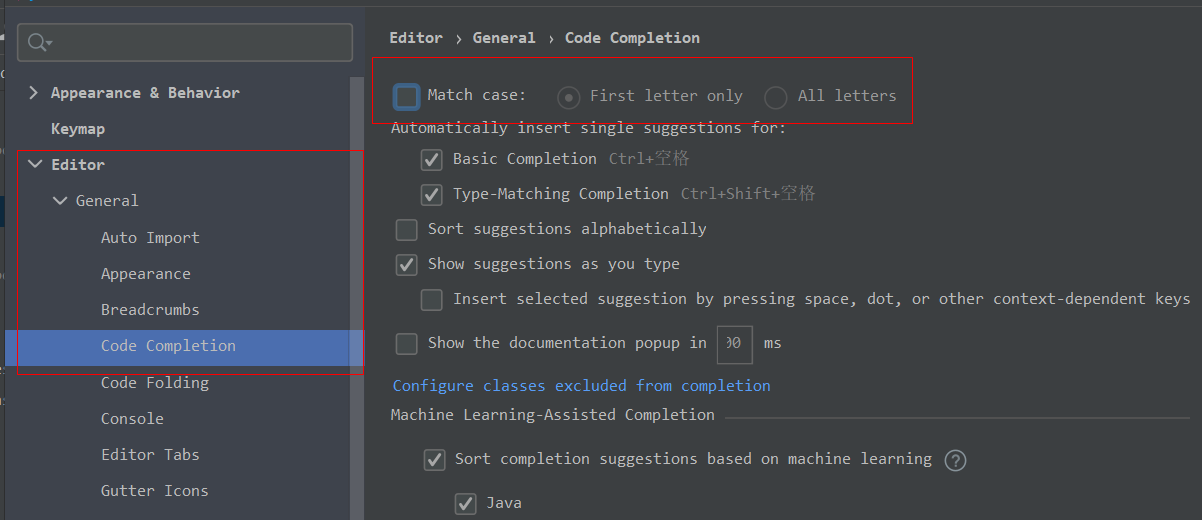 Editor › General › Code Completion
Appearance & Behavior
Keymap
Editor
General
Auto Import
Appearance
Breadcrumbs
Code Completion
Code Folding
Console
Editor Tabs
Gutter Icons
Match case: First letter only All letters
Automatically insert single suggestions for:
Basic Completion Ctrl+空格
Type-Matching Completion Ctrl+Shift+空格
Sort suggestions alphabetically
Show suggestions as you type
Insert selected suggestion by pressing space, dot, or other context-dependent keys
Show the documentation popup in 00 ms
Configure classes excluded from completion
Machine Learning-Assisted Completion
Sort completion suggestions based on machine learning ?
Java